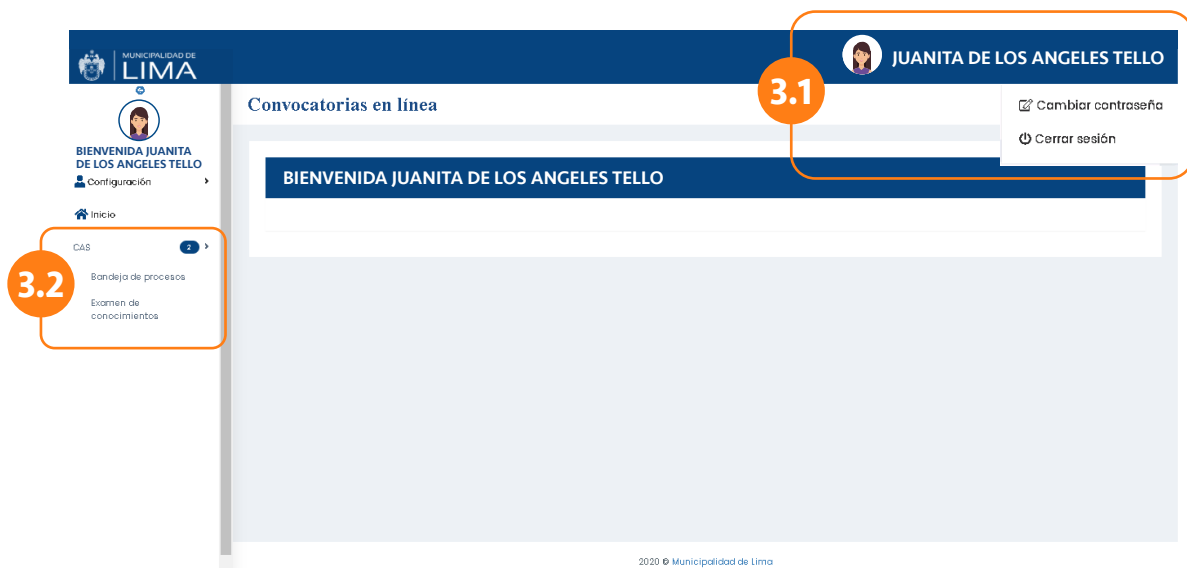 MUNICIPALIDAD DE
LIMA
JUANITA DE LOS ANGELES TELLO
3.1
Cambiar contraseña
Cerrar sesión
BIENVENIDA JUANITA
DE LOS ANGELES TELLO
Configuración
Inicio
3.2
CAS 2
Bandeja de procesos
Examen de
conocimientos
Convocatorias en línea
BIENVENIDA JUANITA DE LOS ANGELES TELLO
2020 © Municipalidad de Lima